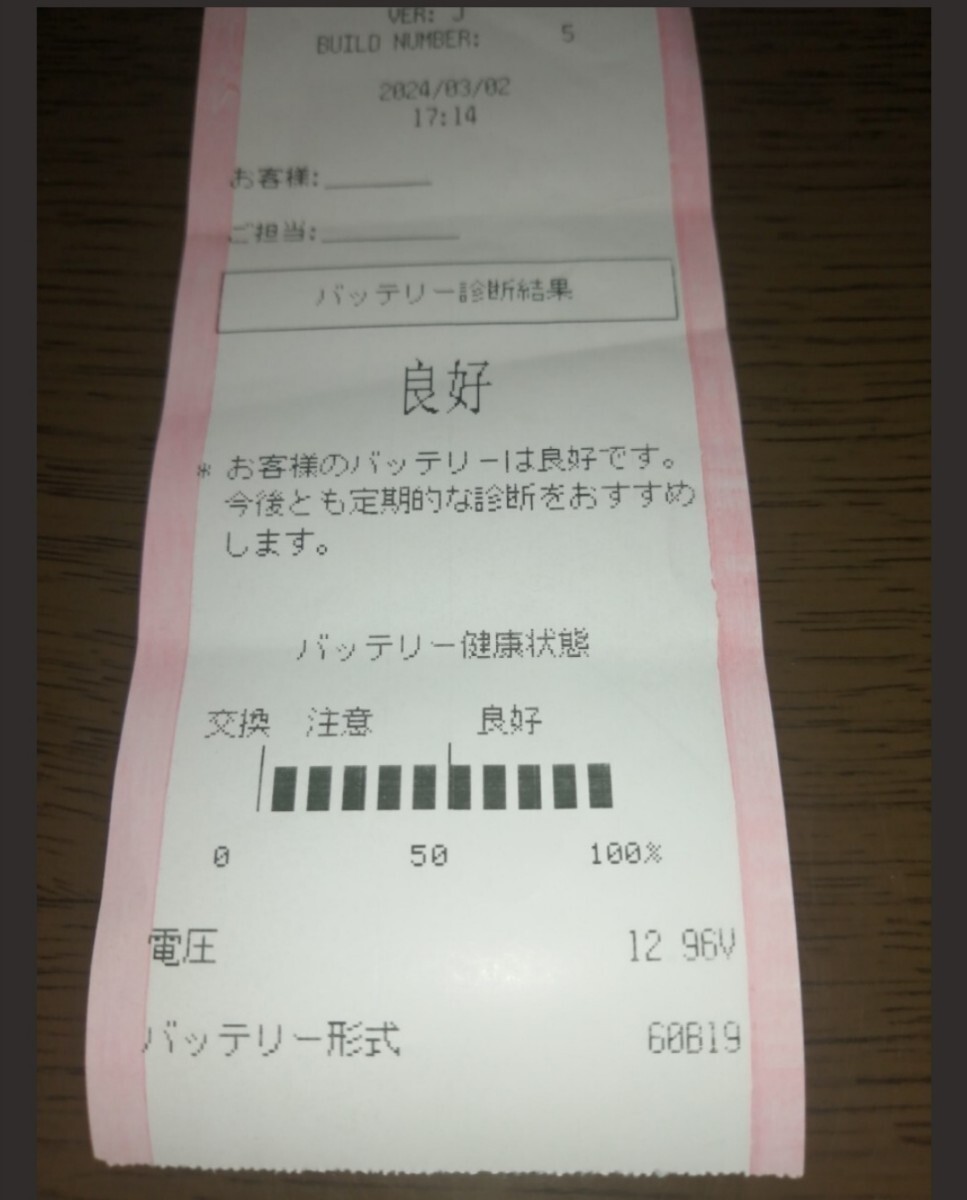 VER: J
BUILD NUMBER: 5
2024/03/02
17:14
お客様:
ご担当:
バッテリー診断結果
良好
* お客様のバッテリーは良好です。
今後とも定期的な診断をおすすめ
します。
バッテリー健康状態
交換 注意 良好
0 50 100%
電圧 12.96V
バッテリー形式 60B19